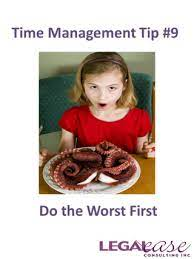 Time Management Tip #9
Do the Worst First
LEGALease
CONSULTING INC